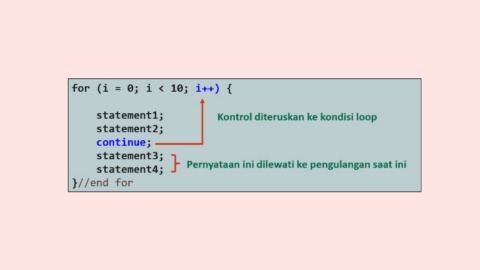 for (i = 0; i < 10; i++) {
statement1;
Kontrol diteruskan ke kondisi loop
statement2;
continue;
statement3;
Pernyataan ini dilewati ke pengulangan saat ini
statement4;
}//end for